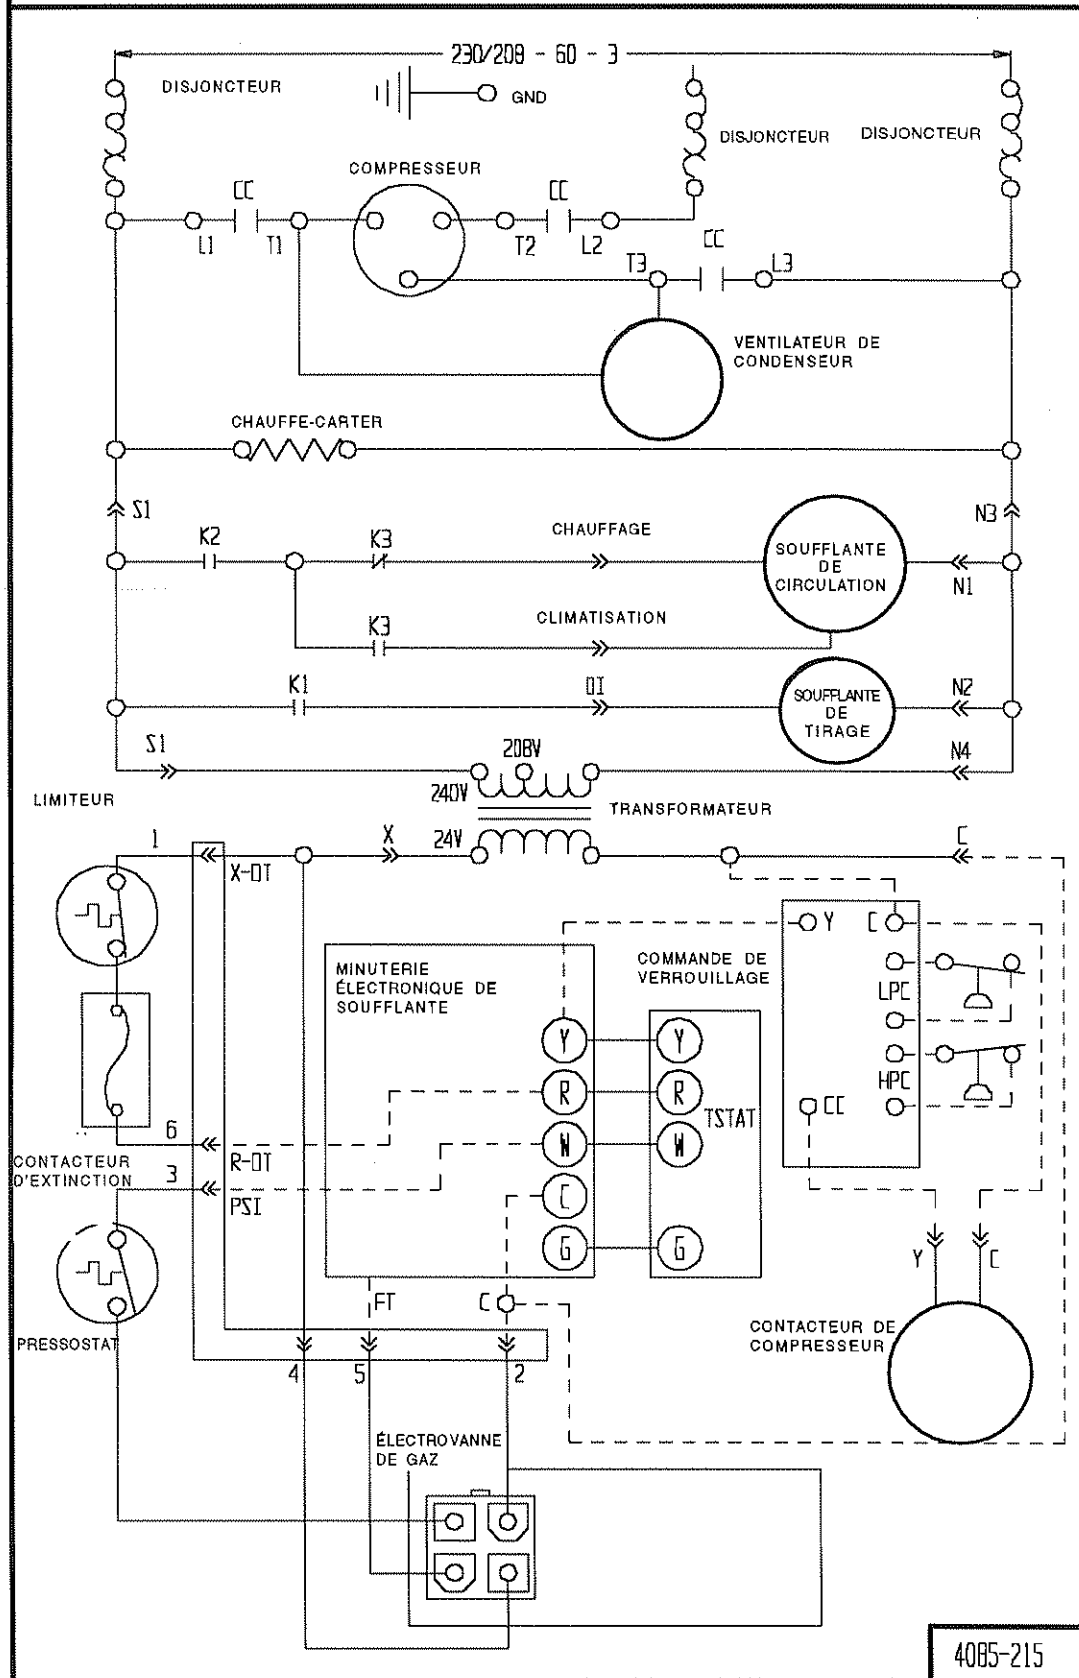 230/208 - 60 - 3
DISJONCTEUR
GND
DISJONCTEUR
DISJONCTEUR
COMPRESSEUR
CC
CC
CC
L1
T1
T2
L2
T3
L3
VENTILATEUR DE
CONDENSEUR
CHAUFFE-CARTER
S1
N3
K2
K3
CHAUFFAGE
SOUFFLANTE
DE
CIRCULATION
N1
K3
CLIMATISATION
K1
DI
SOUFFLANTE
DE
TIRAGE
N2
S1
208V
N4
240V
LIMITEUR
TRANSFORMATEUR
1
X
24V
C
X-OT
Y
C
MINUTERIE
ÉLECTRONIQUE DE
SOUFFLANTE
COMMANDE DE
VERROUILLAGE
LPC
Y
Y
HPC
R
R
TSTAT
CC
6
W
W
R-OT
CONTACTEUR
D'EXTINCTION
3
PSI
C
G
G
Y
C
FT
C
PRESSOSTAT
CONTACTEUR DE
COMPRESSEUR
4
5
2
ÉLECTROVANNE
DE GAZ
4085-215